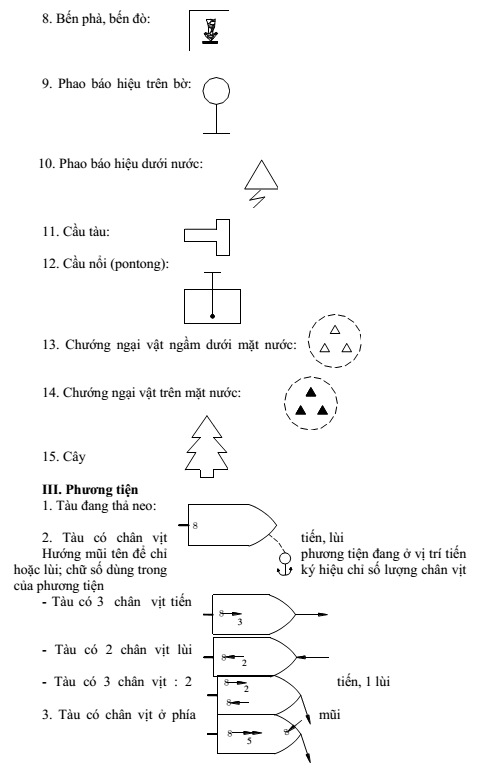 8. Bến phà, bến đò:
9. Phao báo hiệu trên bờ:
10. Phao báo hiệu dưới nước:
11. Cầu tàu:
12. Cầu nổi (pontong):
13. Chướng ngại vật ngầm dưới mặt nước:
14. Chướng ngại vật trên mặt nước:
15. Cây
III. Phương tiện
1. Tàu đang thả neo:
8
2. Tàu có chân vịt tiến, lùi
Hướng mũi tên để chỉ phương tiện đang ở vị trí tiến
hoặc lùi; chữ số dùng trong ký hiệu chỉ số lượng chân vịt
của phương tiện
- Tàu có 3 chân vịt tiến
8 3
- Tàu có 2 chân vịt lùi
8 2
- Tàu có 3 chân vịt : 2 tiến, 1 lùi
8 2
8
3. Tàu có chân vịt ở phía mũi
8 5 8